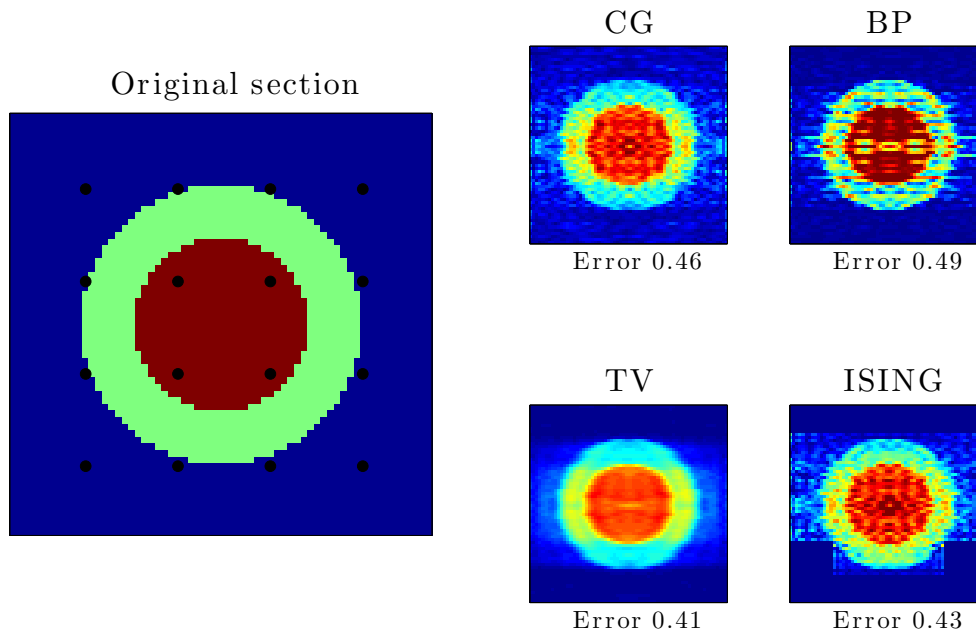 Original section
CG
Error 0.46
BP
Error 0.49
TV
Error 0.41
ISING
Error 0.43